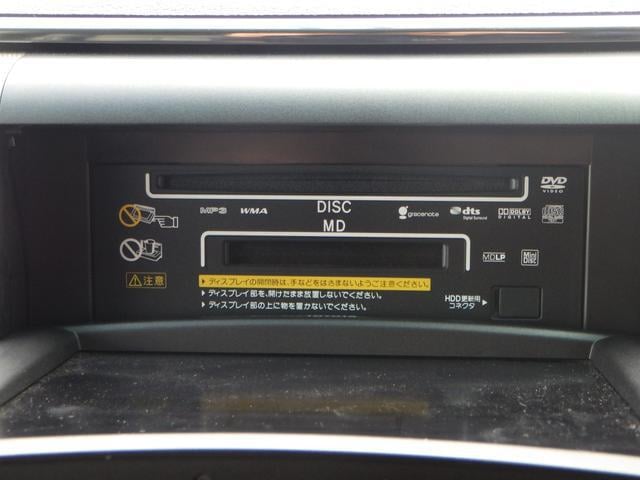 DVD
VIDEO
MP3 WMA DISC gracenote dts DOLBY
Digital Surround DIGITAL
MD
MDLP Mini Disc
注意
ディスプレイの開閉時は、手などをはさまないようご注意ください。
ディスプレイ部を、開けたまま放置しないでください。
ディスプレイ部の上に物を置かないでください。
HDD更新用
コネクタ